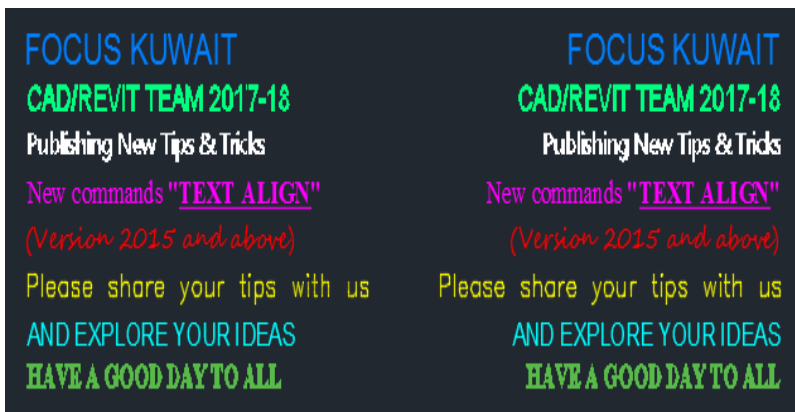 FOCUS KUWAIT
CAD/REVIT TEAM 2017-18
Publishing New Tips & Tricks
New commands "TEXT ALIGN"
(Version 2015 and above)
Please share your tips with us
AND EXPLORE YOUR IDEAS
HAVE A GOOD DAY TO ALL
FOCUS KUWAIT
CAD/REVIT TEAM 2017-18
Publishing New Tips & Tricks
New commands "TEXT ALIGN"
(Version 2015 and above)
Please share your tips with us
AND EXPLORE YOUR IDEAS
HAVE A GOOD DAY TO ALL